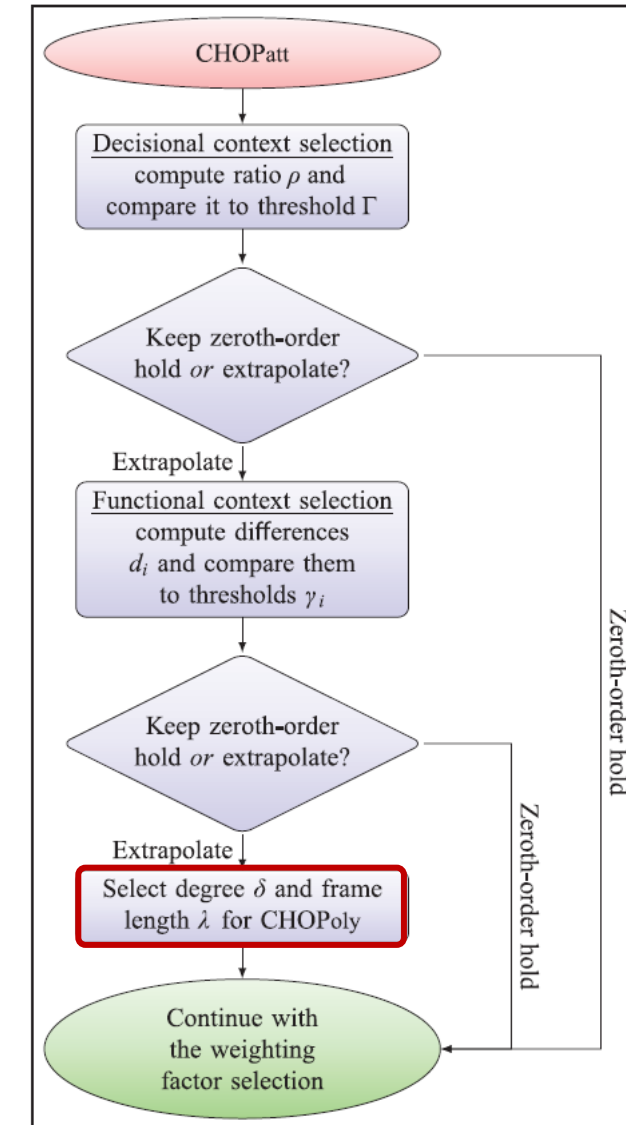 CHOPatt
Decisional context selection
compute ratio ρ and
compare it to threshold Γ
Keep zeroth-order
hold or extrapolate?
Extrapolate
Functional context selection
compute differences
d_i and compare them
to thresholds γ_i
Zeroth-order hold
Keep zeroth-order
hold or extrapolate?
Zeroth-order hold
Extrapolate
Select degree δ and frame
length λ for CHOPoly
Continue with
the weighting
factor selection